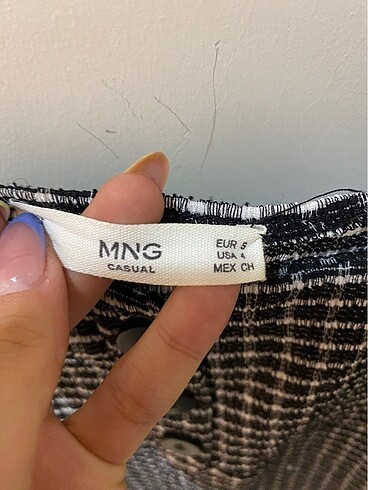 MNG
CASUAL
EUR S
USA 4
MEX CH